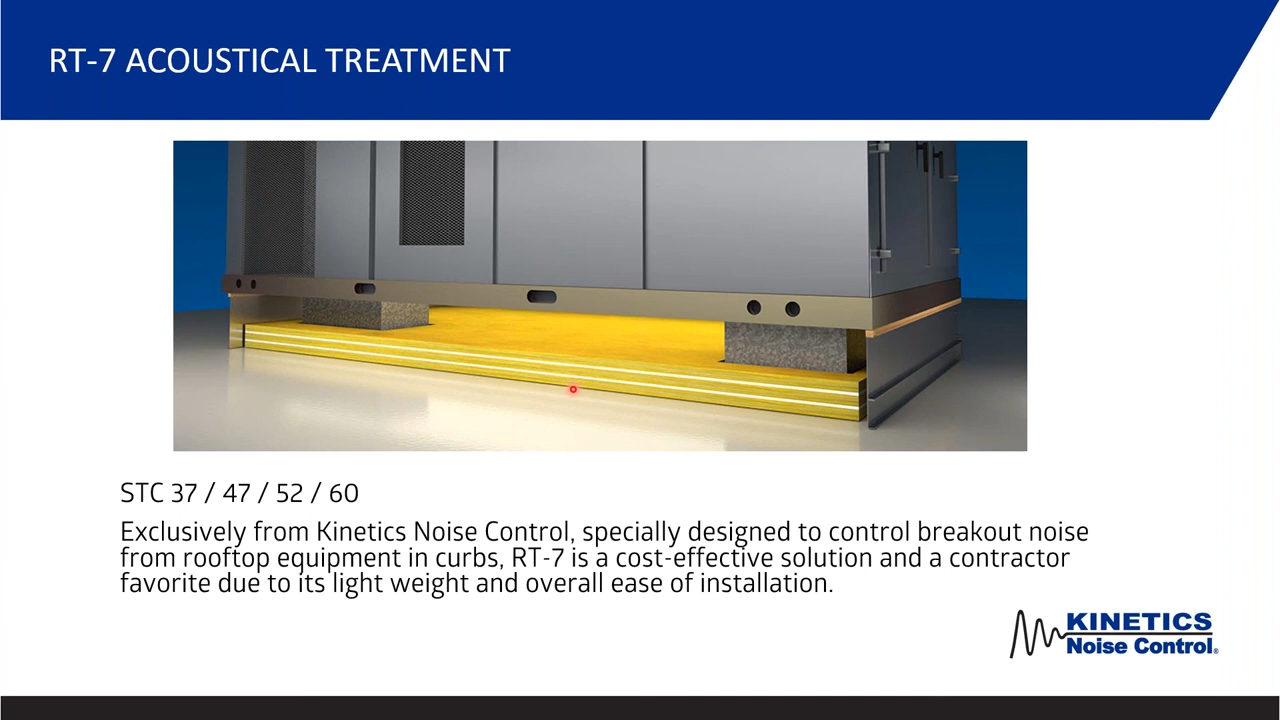 RT-7 ACOUSTICAL TREATMENT
STC 37 / 47 / 52 / 60
Exclusively from Kinetics Noise Control, specially designed to control breakout noise
from rooftop equipment in curbs, RT-7 is a cost-effective solution and a contractor
favorite due to its light weight and overall ease of installation.
KINETICS
Noise Control®